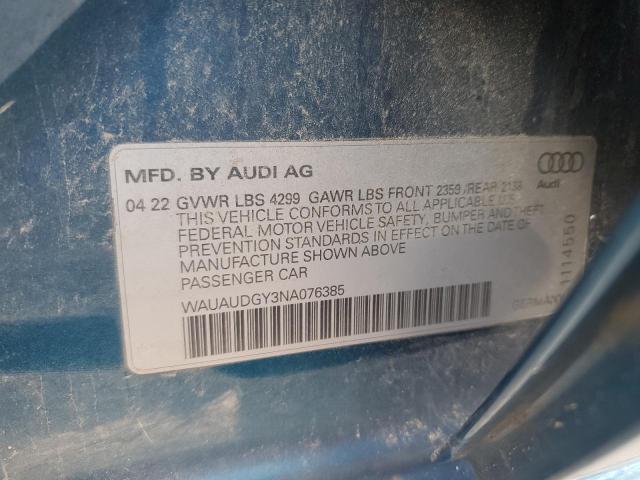 MFD. BY AUDI AG
04 22 GVWR LBS 4299 GAWR LBS FRONT 2359 /REAR 2138
THIS VEHICLE CONFORMS TO ALL APPLICABLE U.S.
FEDERAL MOTOR VEHICLE SAFETY, BUMPER AND THEFT
PREVENTION STANDARDS IN EFFECT ON THE DATE OF
MANUFACTURE SHOWN ABOVE
PASSENGER CAR
WAUAUDGY3NA076385
Audi
1114550
GERMANY